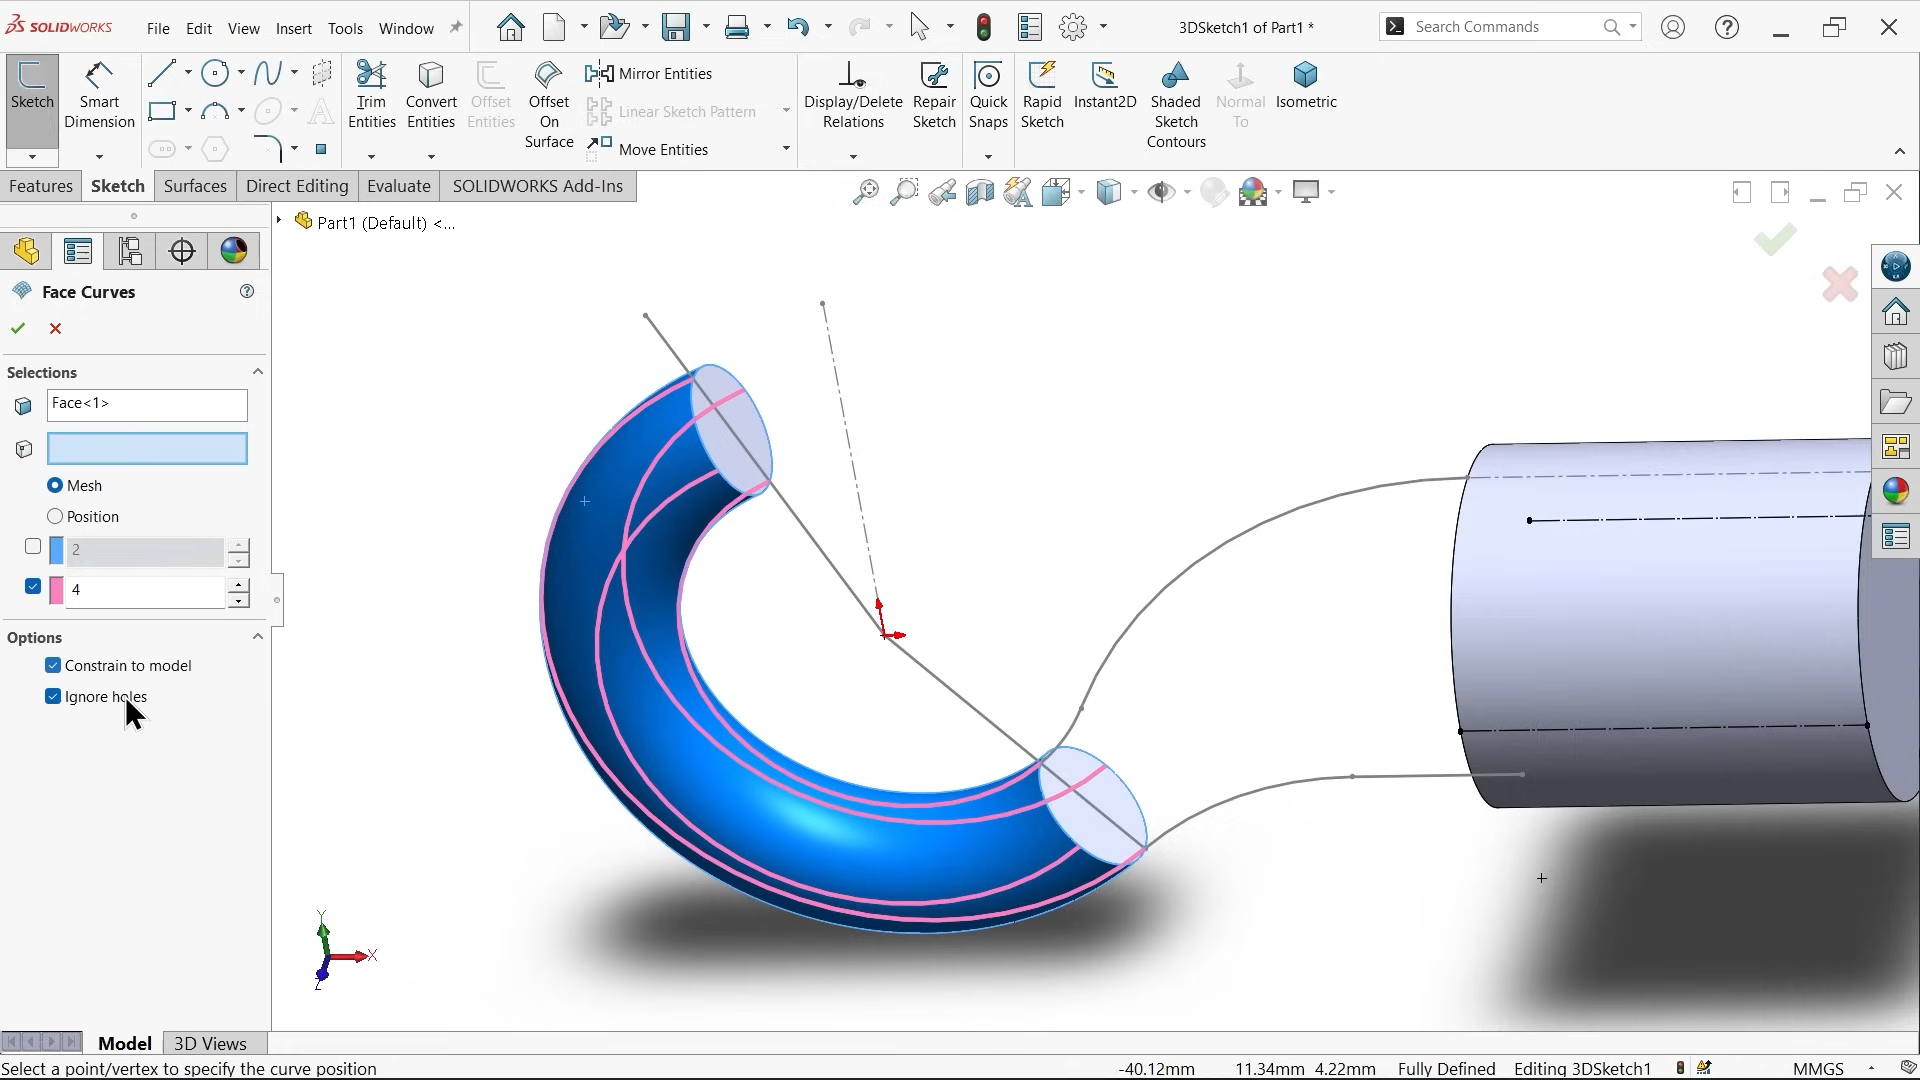 SOLIDWORKS
File Edit View Insert Tools Window
3DSketch1 of Part1 *
Search Commands
Sketch
Smart Dimension
Trim Entities
Convert Entities
Offset Entities
Offset On Surface
Mirror Entities
Linear Sketch Pattern
Move Entities
Display/Delete Relations
Repair Sketch
Quick Snaps
Rapid Sketch
Instant2D
Shaded Sketch Contours
Normal To
Isometric
Features Sketch Surfaces Direct Editing Evaluate SOLIDWORKS Add-Ins
Part1 (Default) <...
Face Curves
Selections
Face<1>
Mesh
Position
2
4
Options
Constrain to model
Ignore holes
Y
X
Z
Model 3D Views
Select a point/vertex to specify the curve position
-40.12mm 11.34mm 4.22mm Fully Defined Editing 3DSketch1 MMGS